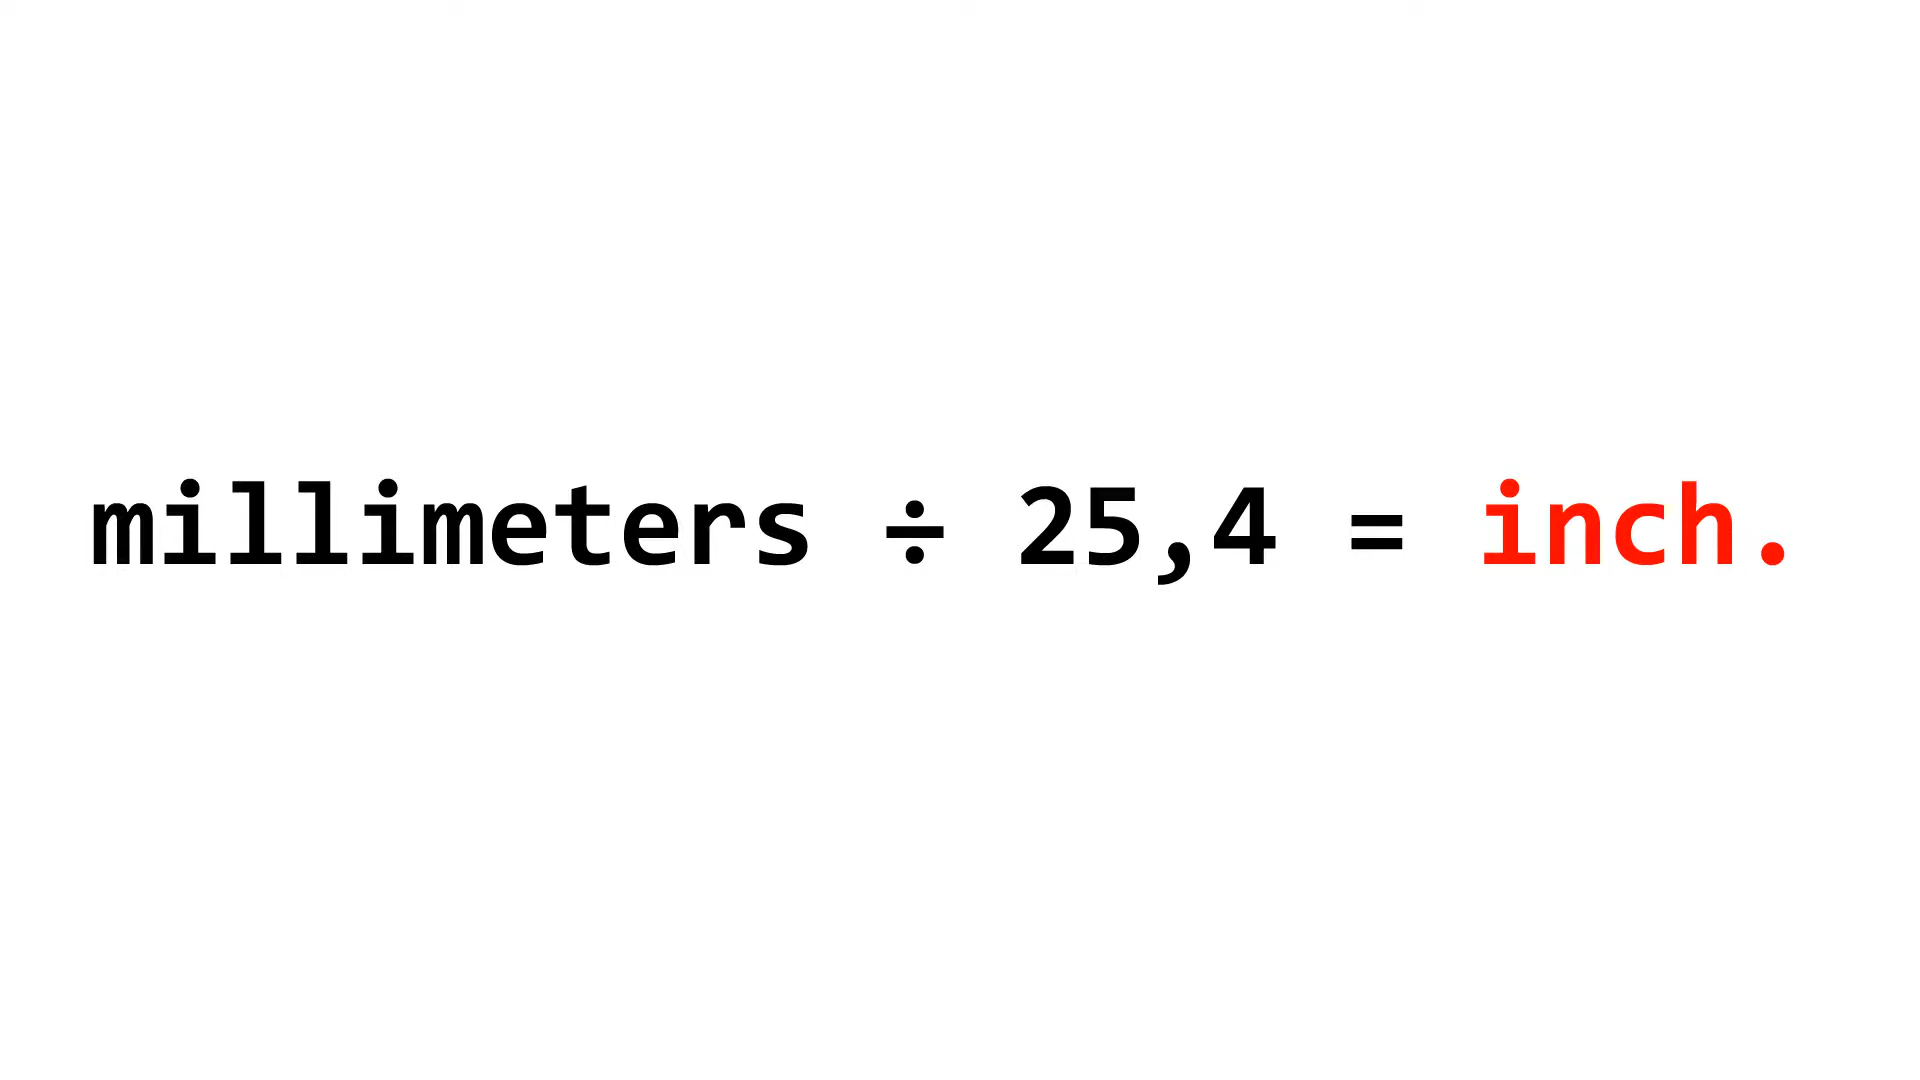 millimeters ÷ 25,4 = inch.